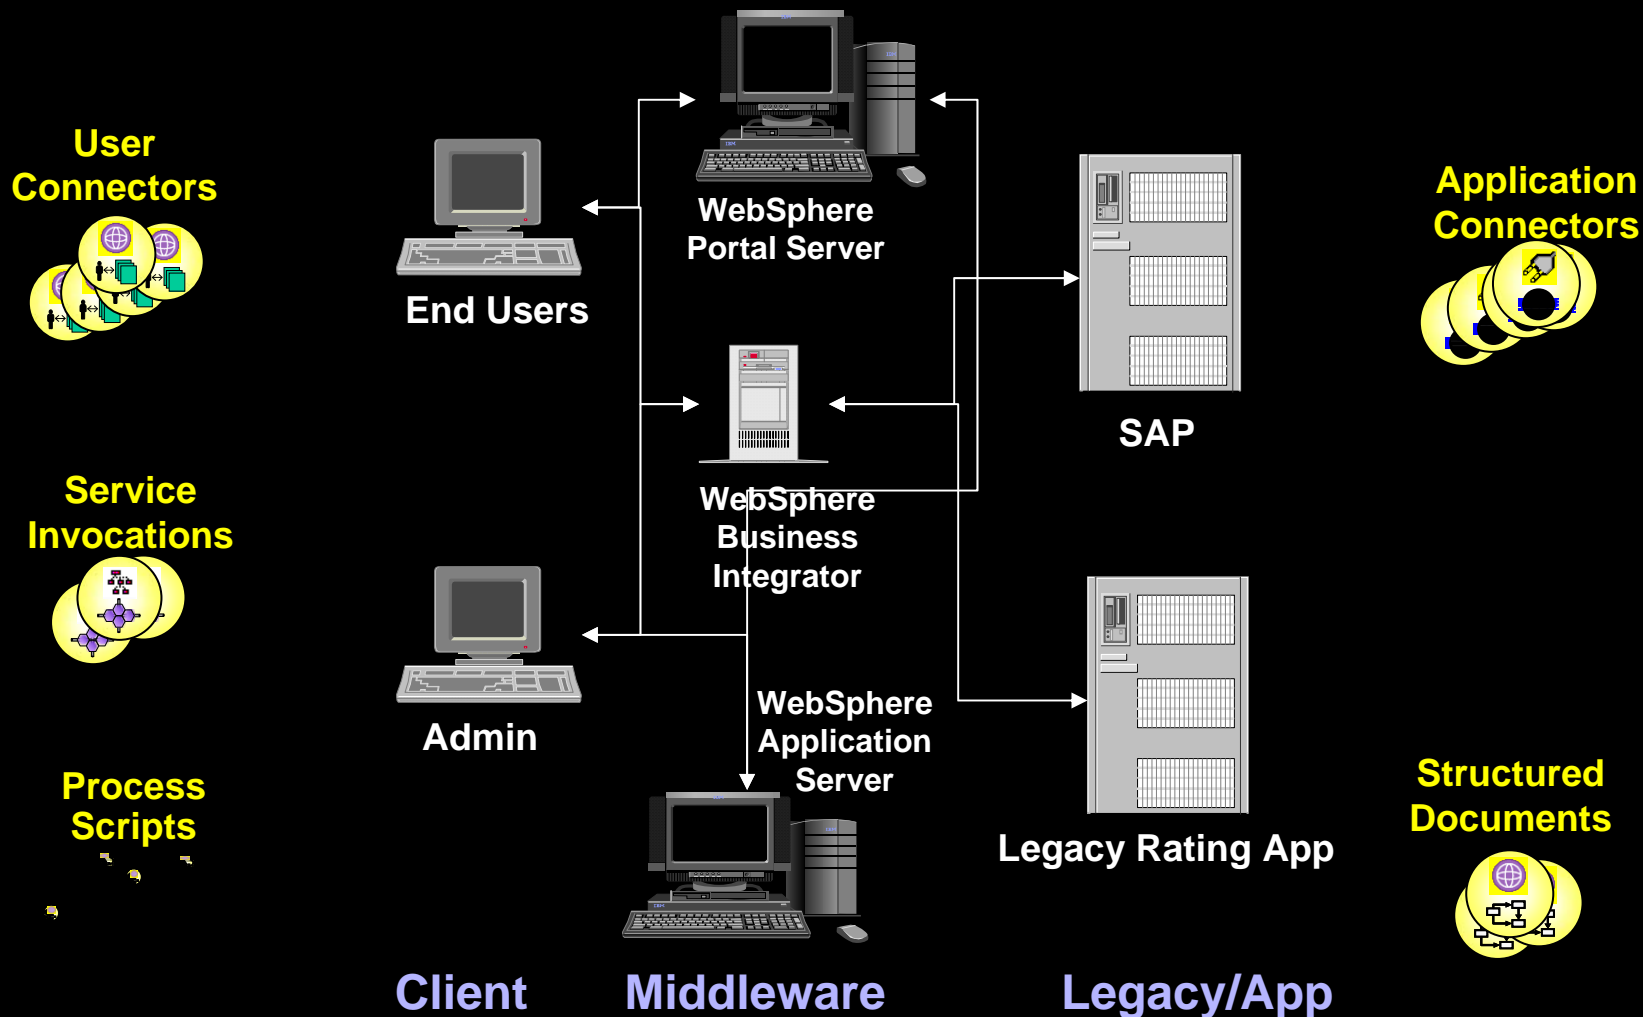 User
Connectors
End Users
WebSphere
Portal Server
Application
Connectors
SAP
Service
Invocations
WebSphere
Business
Integrator
Admin
WebSphere
Application
Server
Process
Scripts
Legacy Rating App
Structured
Documents
Client
Middleware
Legacy/App